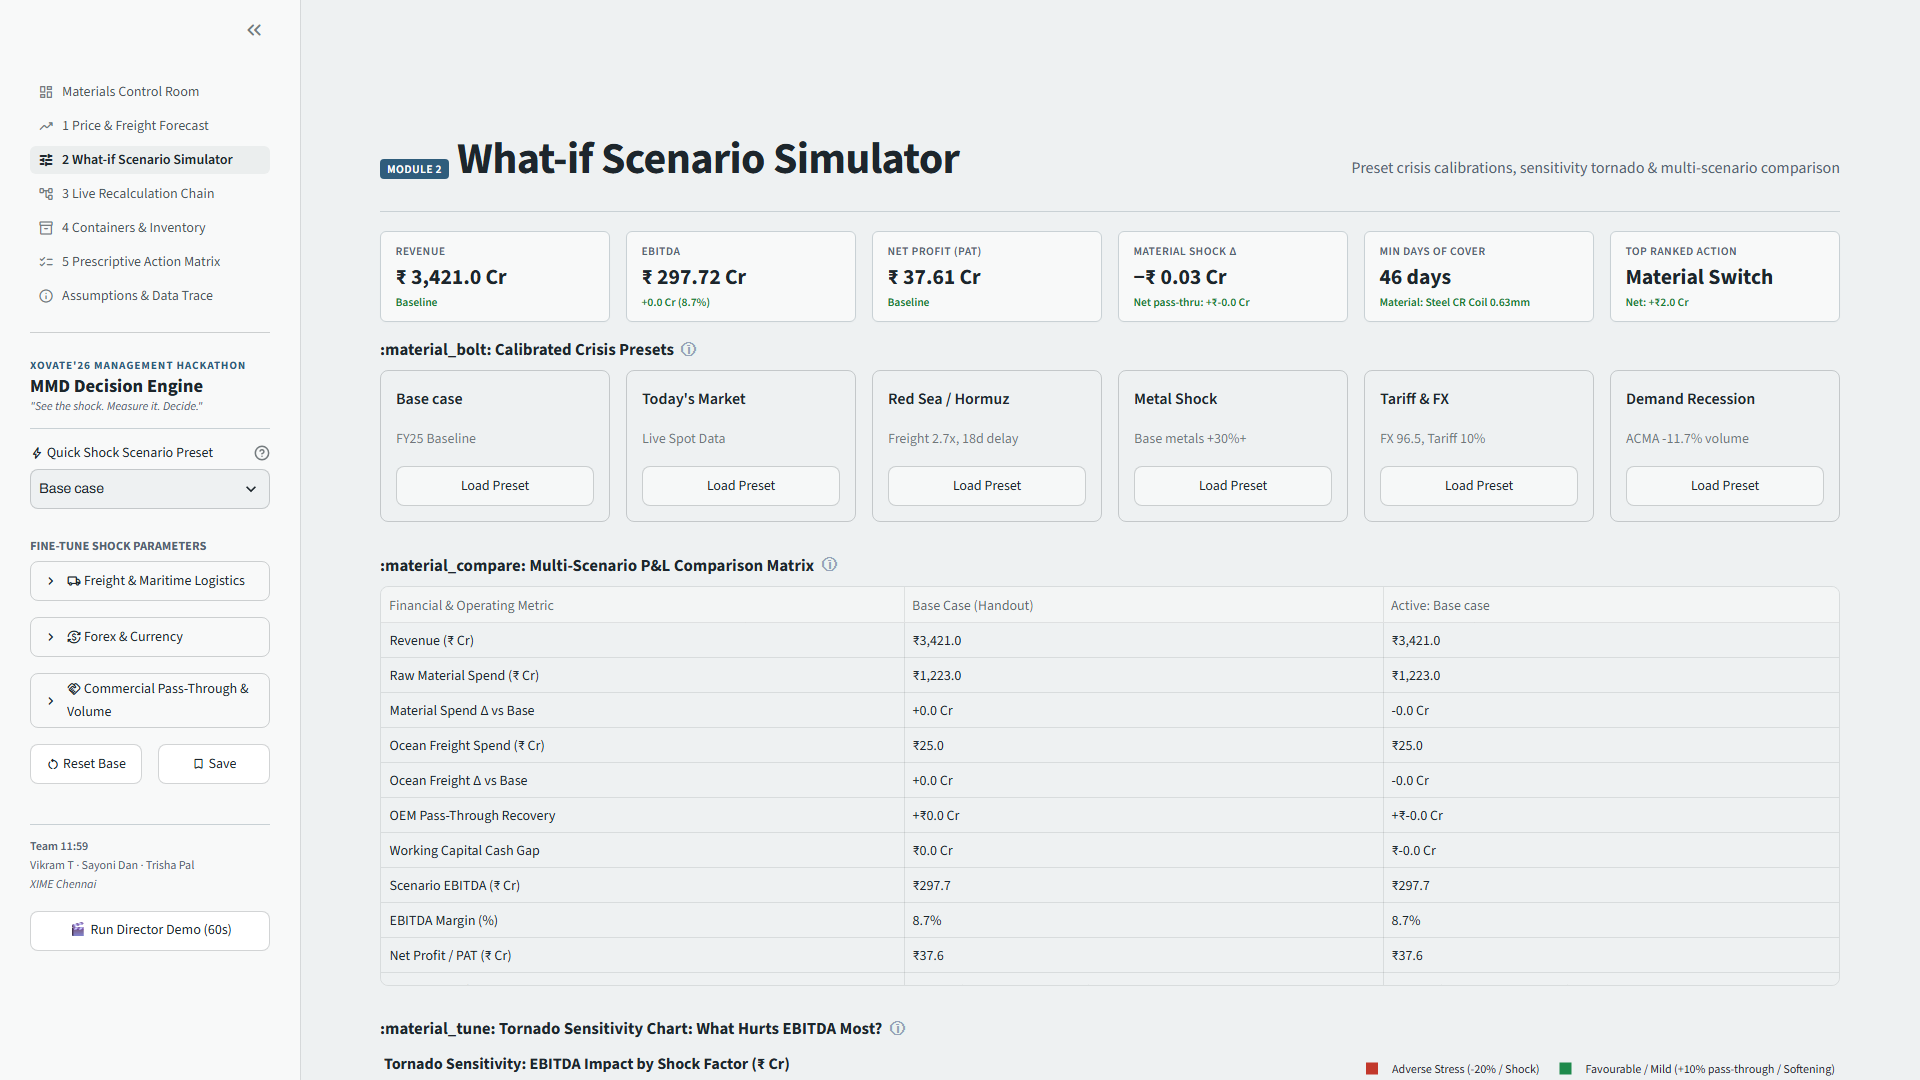 Materials Control Room
1 Price & Freight Forecast
2 What-if Scenario Simulator
3 Live Recalculation Chain
4 Containers & Inventory
5 Prescriptive Action Matrix
Assumptions & Data Trace
XOVATE'26 MANAGEMENT HACKATHON
MMD Decision Engine
"See the shock. Measure it. Decide."
Quick Shock Scenario Preset
Base case
FINE-TUNE SHOCK PARAMETERS
Freight & Maritime Logistics
Forex & Currency
Commercial Pass-Through &
Volume
Reset Base
Save
Team 11:59
Vikram T · Sayoni Dan · Trisha Pal
XIME Chennai
Run Director Demo (60s)
MODULE 2 What-if Scenario Simulator
Preset crisis calibrations, sensitivity tornado & multi-scenario comparison
REVENUE
₹ 3,421.0 Cr
Baseline
EBITDA
₹ 297.72 Cr
+0.0 Cr (8.7%)
NET PROFIT (PAT)
₹ 37.61 Cr
Baseline
MATERIAL SHOCK Δ
−₹ 0.03 Cr
Net pass-thru: +₹-0.0 Cr
MIN DAYS OF COVER
46 days
Material: Steel CR Coil 0.63mm
TOP RANKED ACTION
Material Switch
Net: +₹2.0 Cr
:material_bolt: Calibrated Crisis Presets
Base case
FY25 Baseline
Load Preset
Today's Market
Live Spot Data
Load Preset
Red Sea / Hormuz
Freight 2.7x, 18d delay
Load Preset
Metal Shock
Base metals +30%+
Load Preset
Tariff & FX
FX 96.5, Tariff 10%
Load Preset
Demand Recession
ACMA -11.7% volume
Load Preset
:material_compare: Multi-Scenario P&L Comparison Matrix
Financial & Operating Metric Base Case (Handout) Active: Base case
Revenue (₹ Cr) ₹3,421.0 ₹3,421.0
Raw Material Spend (₹ Cr) ₹1,223.0 ₹1,223.0
Material Spend Δ vs Base +0.0 Cr -0.0 Cr
Ocean Freight Spend (₹ Cr) ₹25.0 ₹25.0
Ocean Freight Δ vs Base +0.0 Cr -0.0 Cr
OEM Pass-Through Recovery +₹0.0 Cr +₹-0.0 Cr
Working Capital Cash Gap ₹0.0 Cr ₹-0.0 Cr
Scenario EBITDA (₹ Cr) ₹297.7 ₹297.7
EBITDA Margin (%) 8.7% 8.7%
Net Profit / PAT (₹ Cr) ₹37.6 ₹37.6
:material_tune: Tornado Sensitivity Chart: What Hurts EBITDA Most?
Tornado Sensitivity: EBITDA Impact by Shock Factor (₹ Cr)
Adverse Stress (-20% / Shock)
Favourable / Mild (+10% pass-through / Softening)